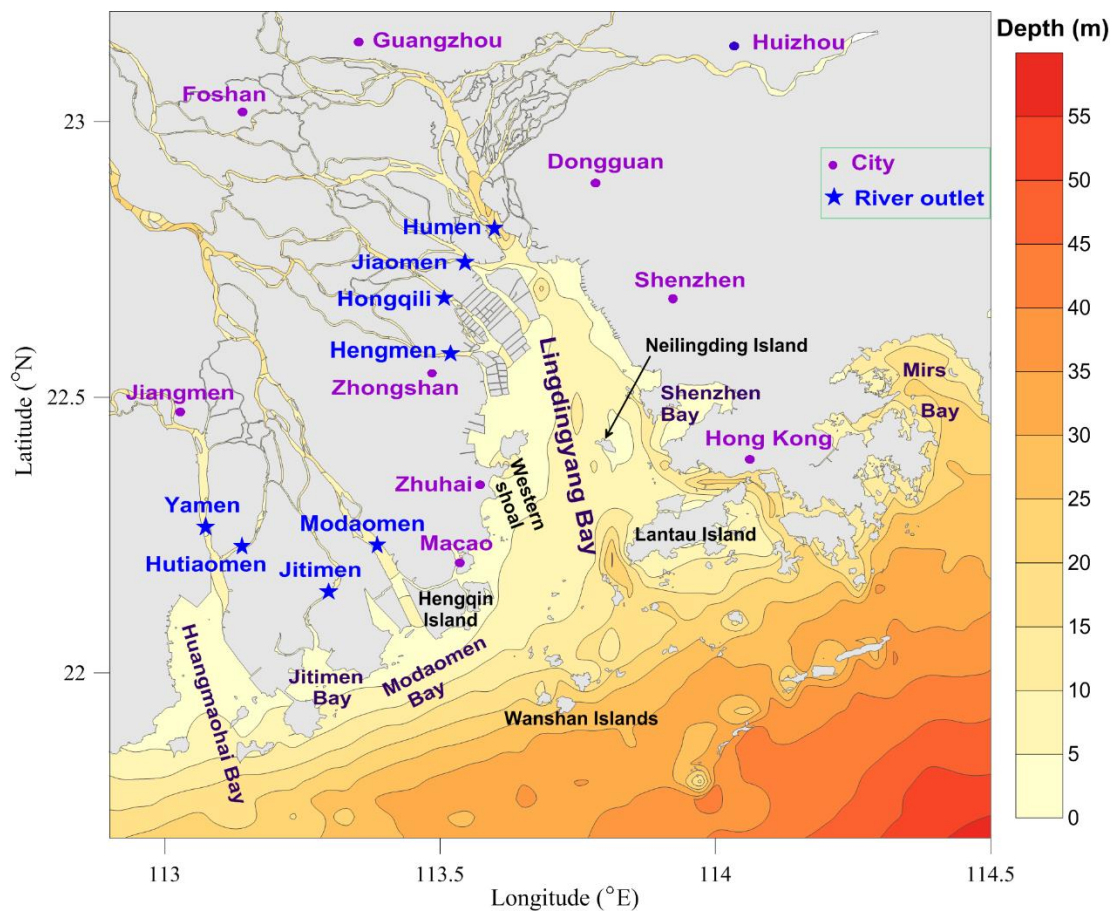 Depth (m)
Guangzhou
Huizhou
Foshan
23
Dongguan
City
River outlet
Humen
Jiaomen
Hongqili
Shenzhen
Hengmen
Neilingding Island
Zhongshan
Lingdingyang Bay
Mirs
Bay
22.5
Jiangmen
Shenzhen
Bay
Hong Kong
Zhuhai
Western
shoal
Yamen
Modaomen
Lantau Island
Macao
Hutiaomen
Jitimen
Hengqin
Island
22
Huangmaohai Bay
Jitimen
Bay
Modaomen
Bay
Wanshan Islands
Latitude (°N)
113
113.5
114
114.5
Longitude (°E)
55
50
45
40
35
30
25
20
15
10
5
0